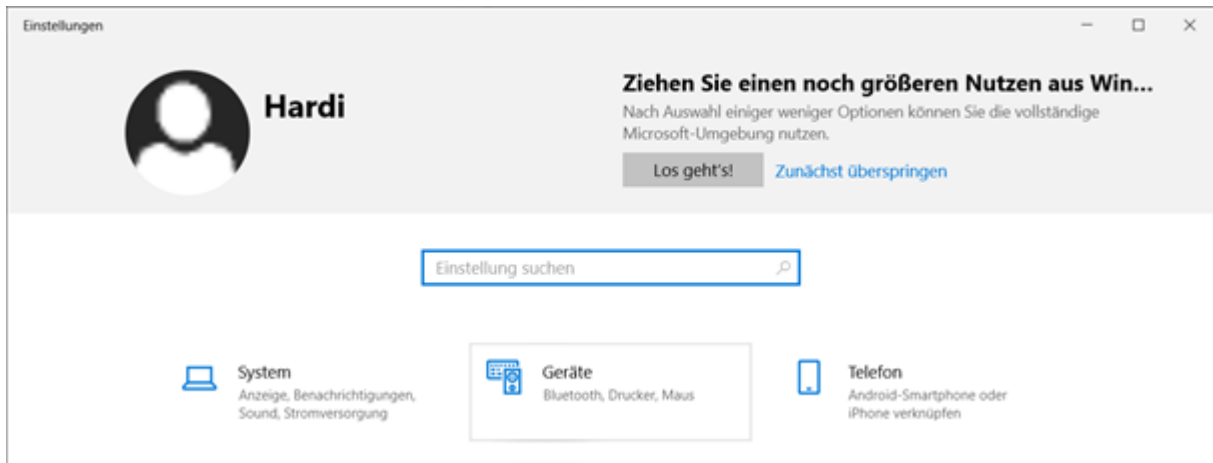 Einstellungen
Hardi
Ziehen Sie einen noch größeren Nutzen aus Win...
Nach Auswahl einiger weniger Optionen können Sie die vollständige
Microsoft-Umgebung nutzen.
Los geht's!
Zunächst überspringen
Einstellung suchen
System
Anzeige, Benachrichtigungen,
Sound, Stromversorgung
Geräte
Bluetooth, Drucker, Maus
Telefon
Android-Smartphone oder
iPhone verknüpfen